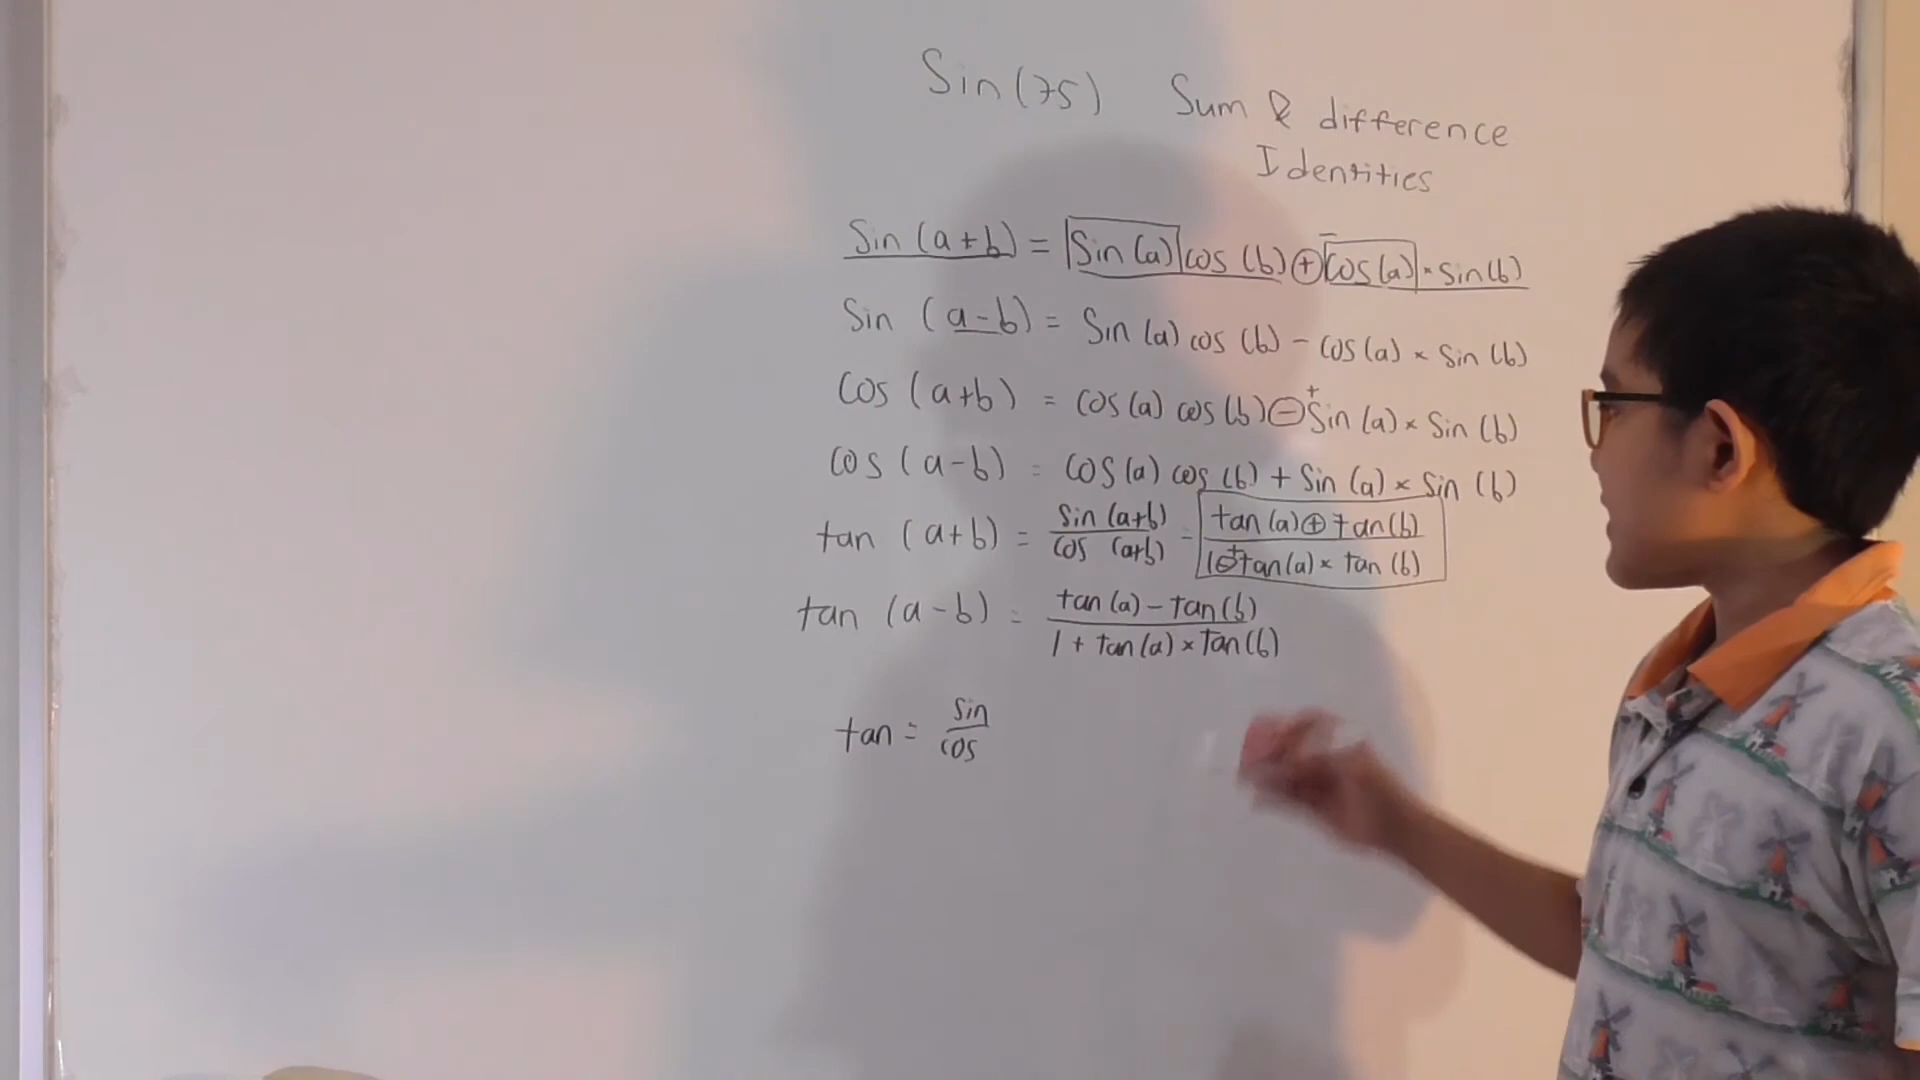 Sin(75) Sum & difference
Identities
Sin (a+b) = Sin(a) cos (b) + cos(a) • sin(b)
Sin (a-b) = Sin (a) cos (b) - cos(a) × Sin (b)
cos (a+b) = cos(a) cos(b) - Sin (a) × Sin (b)
cos (a-b) = cos(a) cos (b) + Sin (a) × Sin (b)
tan (a+b) = sin (a+b) / cos (a+b) = tan (a) + tan (b) / 1 - tan(a) × tan (b)
tan (a-b) = tan (a) - tan (b) / 1 + tan(a) × tan(b)
tan = sin / cos